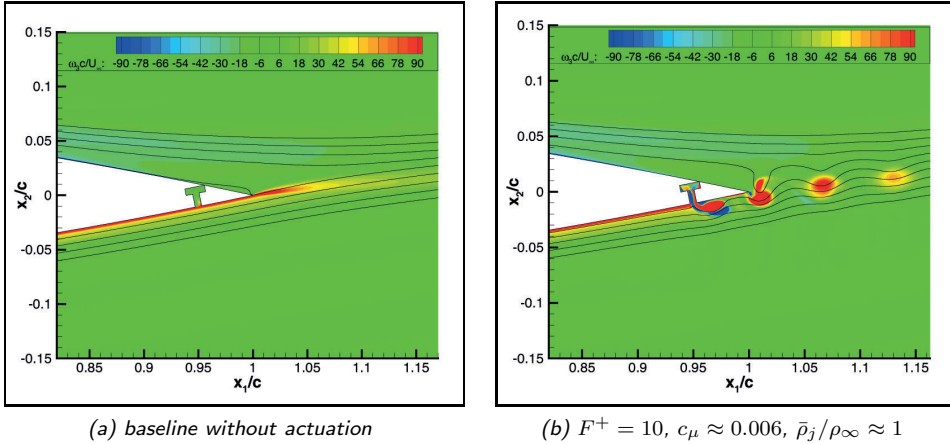 0.15
ω₃c/U∞: -90 -78 -66 -54 -42 -30 -18 -6 6 18 30 42 54 66 78 90
0.1
0.05
0
-0.05
-0.1
-0.15
x₂/c
0.85 0.9 0.95 1 1.05 1.1 1.15
x₁/c
(a) baseline without actuation
0.15
ω₃c/U∞: -90 -78 -66 -54 -42 -30 -18 -6 6 18 30 42 54 66 78 90
0.1
0.05
0
-0.05
-0.1
-0.15
x₂/c
0.85 0.9 0.95 1 1.05 1.1 1.15
x₁/c
(b) F⁺ = 10, cμ ≈ 0.006, ρ̄ⱼ/ρ∞ ≈ 1